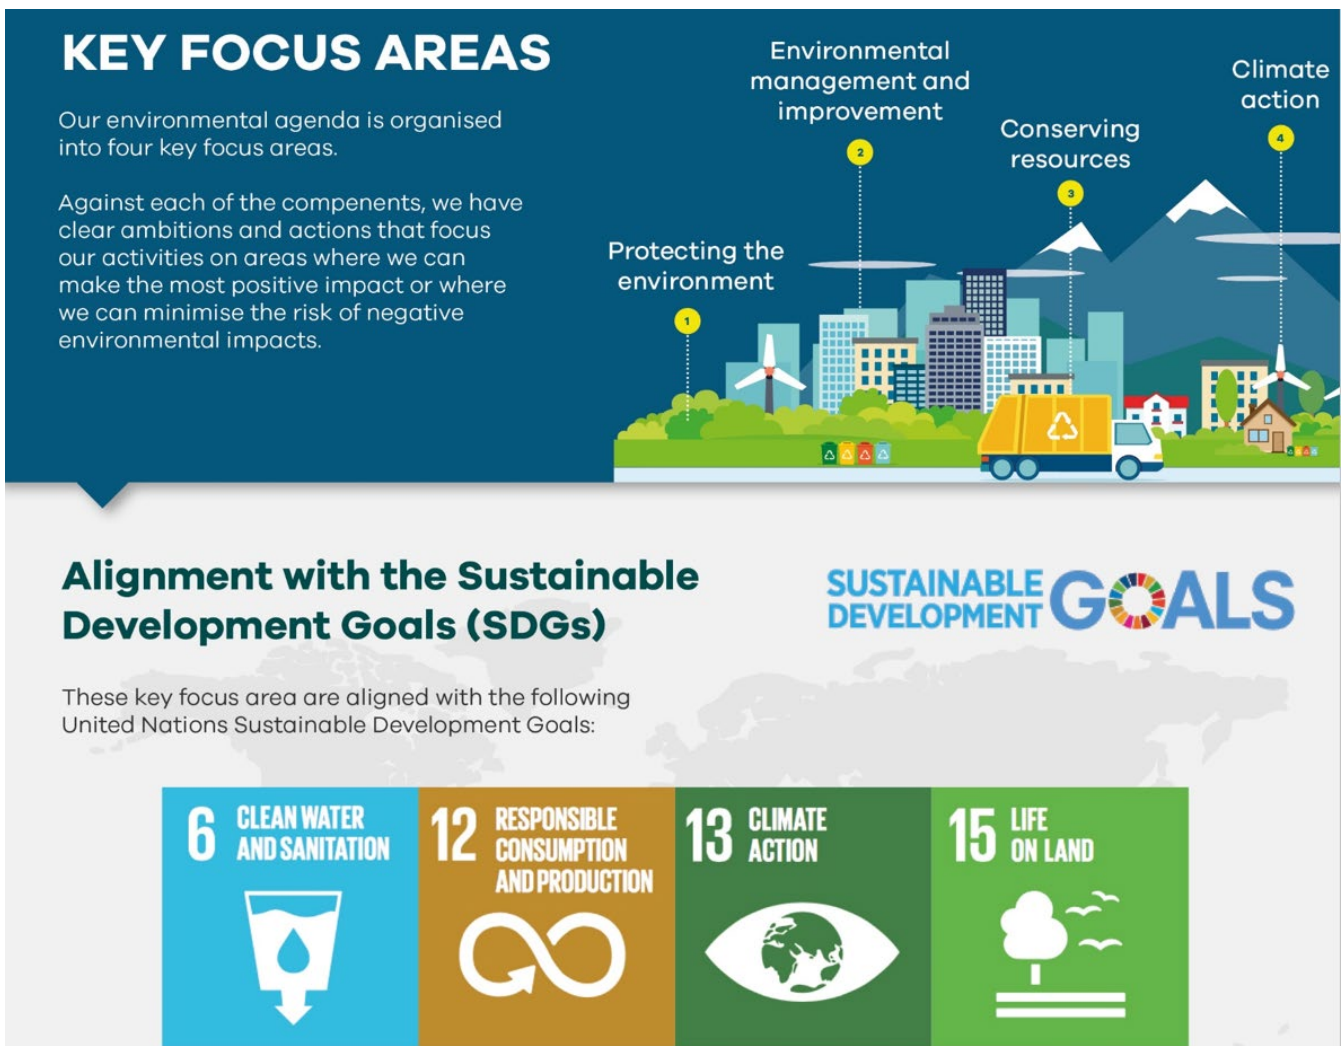 KEY FOCUS AREAS
Our environmental agenda is organised
into four key focus areas.
Against each of the compenents, we have
clear ambitions and actions that focus
our activities on areas where we can
make the most positive impact or where
we can minimise the risk of negative
environmental impacts.
Protecting the
environment
1
Environmental
management and
improvement
2
Conserving
resources
3
Climate
action
4
Alignment with the Sustainable
Development Goals (SDGs)
SUSTAINABLE
DEVELOPMENT
GOALS
These key focus area are aligned with the following
United Nations Sustainable Development Goals:
6 CLEAN WATER
AND SANITATION
12 RESPONSIBLE
CONSUMPTION
AND PRODUCTION
13 CLIMATE
ACTION
15 LIFE
ON LAND